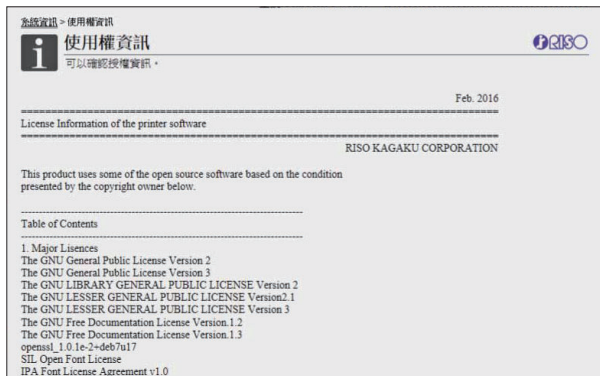 系統資訊 > 使用權資訊
使用權資訊
RISO
可以確認授權資訊。
Feb. 2016
================================================================================
License Information of the printer software
================================================================================
RISO KAGAKU CORPORATION
This product uses some of the open source software based on the condition
presented by the copyright owner below.
--------------------------------------------------------------------------------
Table of Contents
--------------------------------------------------------------------------------
1. Major Lisences
The GNU General Public License Version 2
The GNU General Public License Version 3
The GNU LIBRARY GENERAL PUBLIC LICENSE Version 2
The GNU LESSER GENERAL PUBLIC LICENSE Version2.1
The GNU LESSER GENERAL PUBLIC LICENSE Version 3
The GNU Free Documentation License Version.1.2
The GNU Free Documentation License Version.1.3
openssl_1.0.1e-2+deb7u17
SIL Open Font License
IPA Font License Agreement v1.0